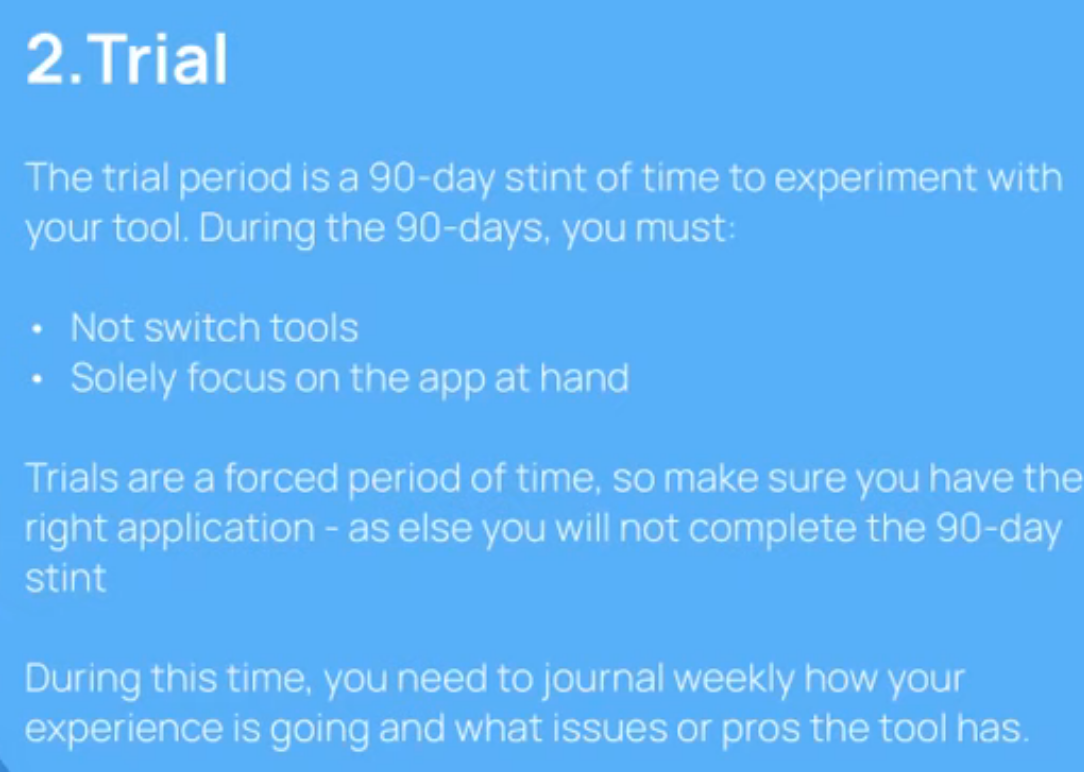 2.Trial
The trial period is a 90-day stint of time to experiment with
your tool. During the 90-days, you must:
• Not switch tools
• Solely focus on the app at hand
Trials are a forced period of time, so make sure you have the
right application - as else you will not complete the 90-day
stint
During this time, you need to journal weekly how your
experience is going and what issues or pros the tool has.